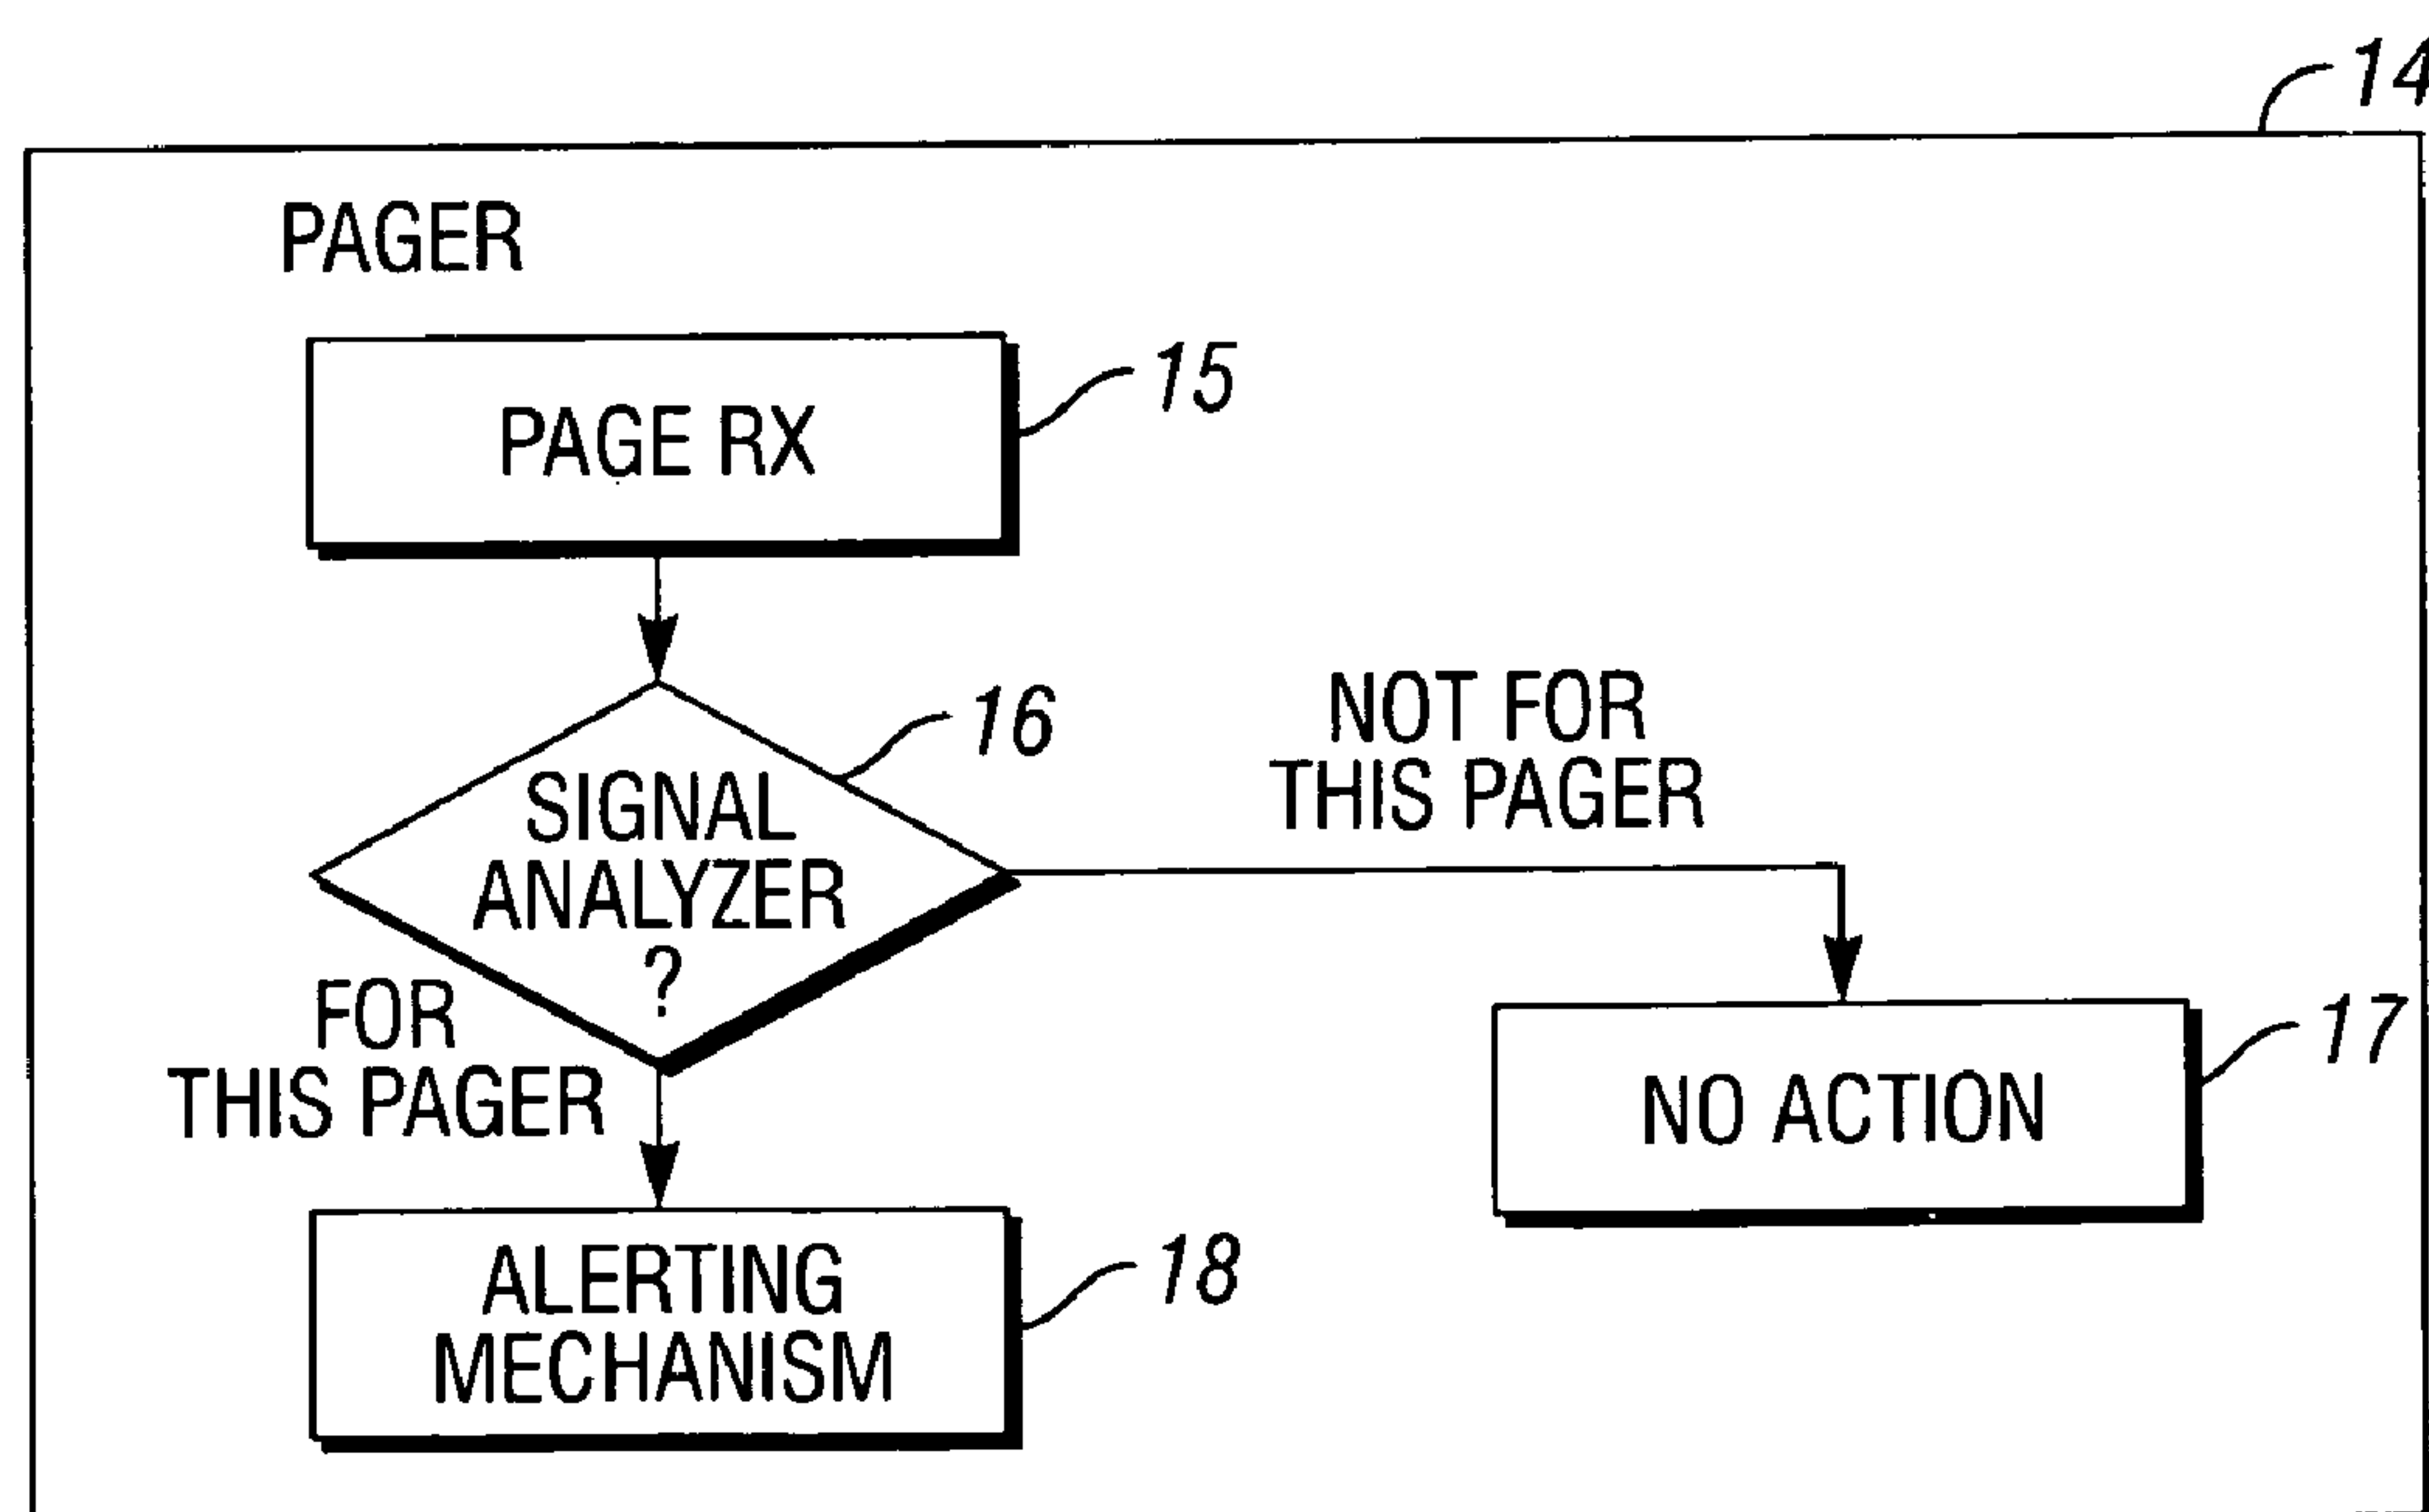 14
PAGER
PAGE RX
15
16
SIGNAL
ANALYZER
?
NOT FOR
THIS PAGER
FOR
THIS PAGER
NO ACTION
17
ALERTING
MECHANISM
18